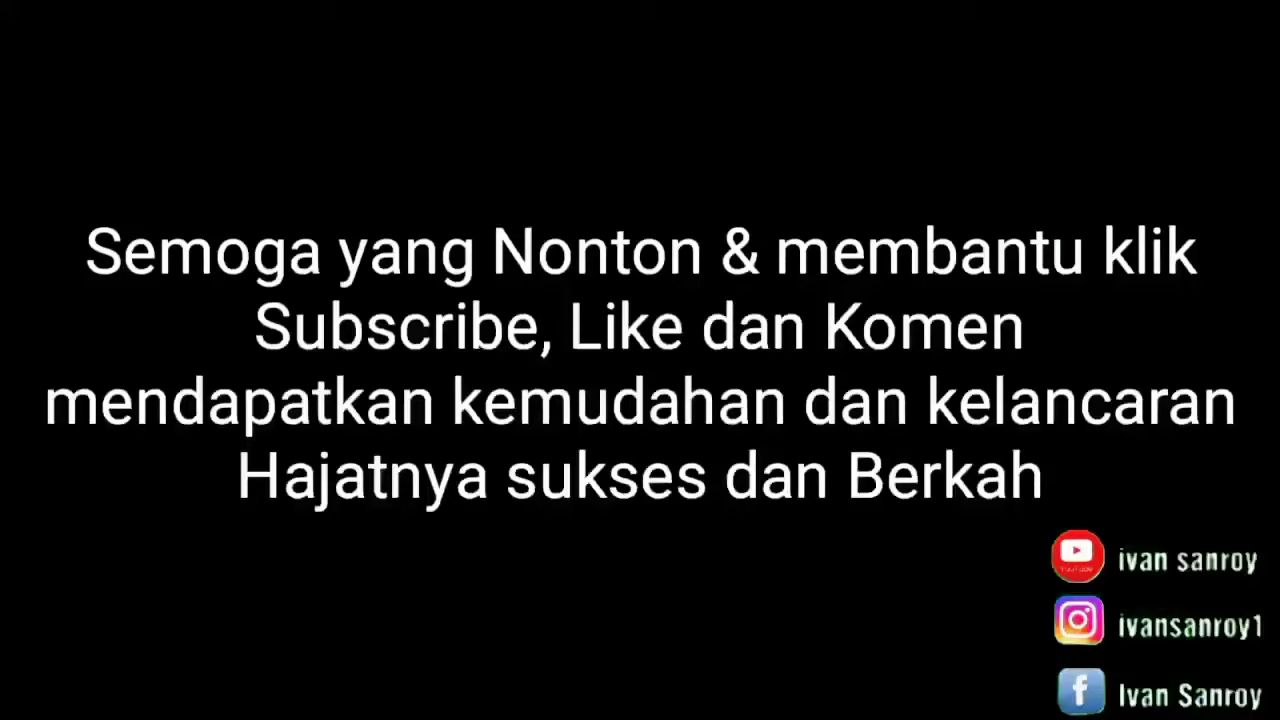 Semoga yang Nonton & membantu klik
Subscribe, Like dan Komen
mendapatkan kemudahan dan kelancaran
Hajatnya sukses dan Berkah
YouTube
ivan sanroy
ivansanroy1
Ivan Sanroy